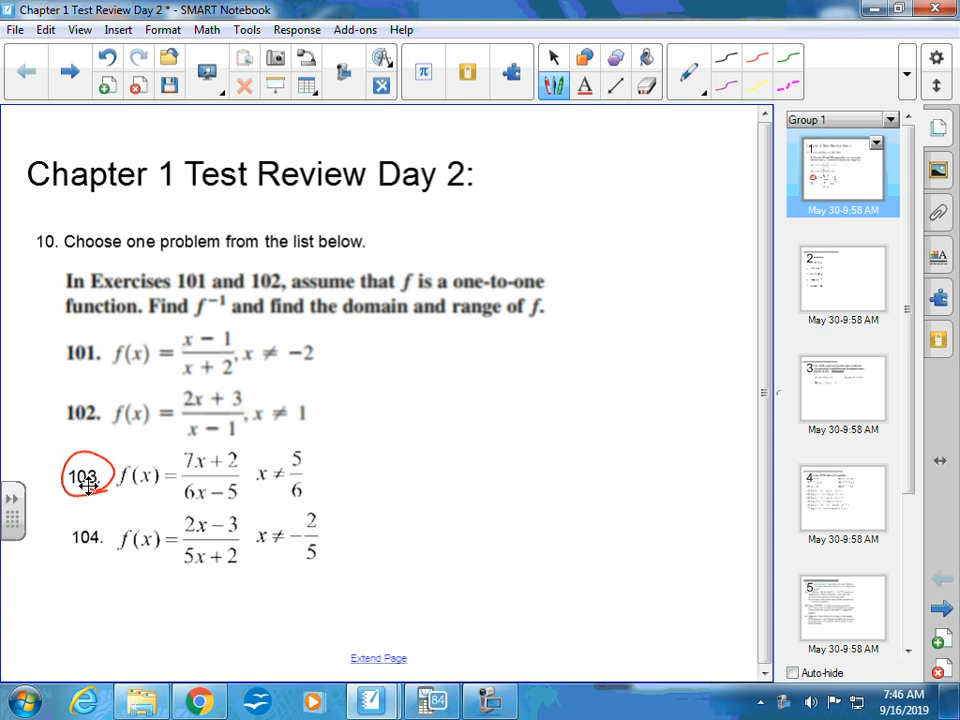 Chapter 1 Test Review Day 2 * - SMART Notebook
File Edit View Insert Format Math Tools Response Add-ons Help
Group 1
Chapter 1 Test Review Day 2:
10. Choose one problem from the list below.
In Exercises 101 and 102, assume that f is a one-to-one
function. Find f⁻¹ and find the domain and range of f.
101. f(x) = (x − 1)/(x + 2), x ≠ −2
102. f(x) = (2x + 3)/(x − 1), x ≠ 1
103. f(x) = (7x + 2)/(6x − 5) x ≠ 5/6
104. f(x) = (2x − 3)/(5x + 2) x ≠ −2/5
Extend Page
1
May 30-9:58 AM
2
May 30-9:58 AM
3
May 30-9:58 AM
4
May 30-9:58 AM
5
May 30-9:58 AM
Auto-hide
84
7:46 AM
9/16/2019